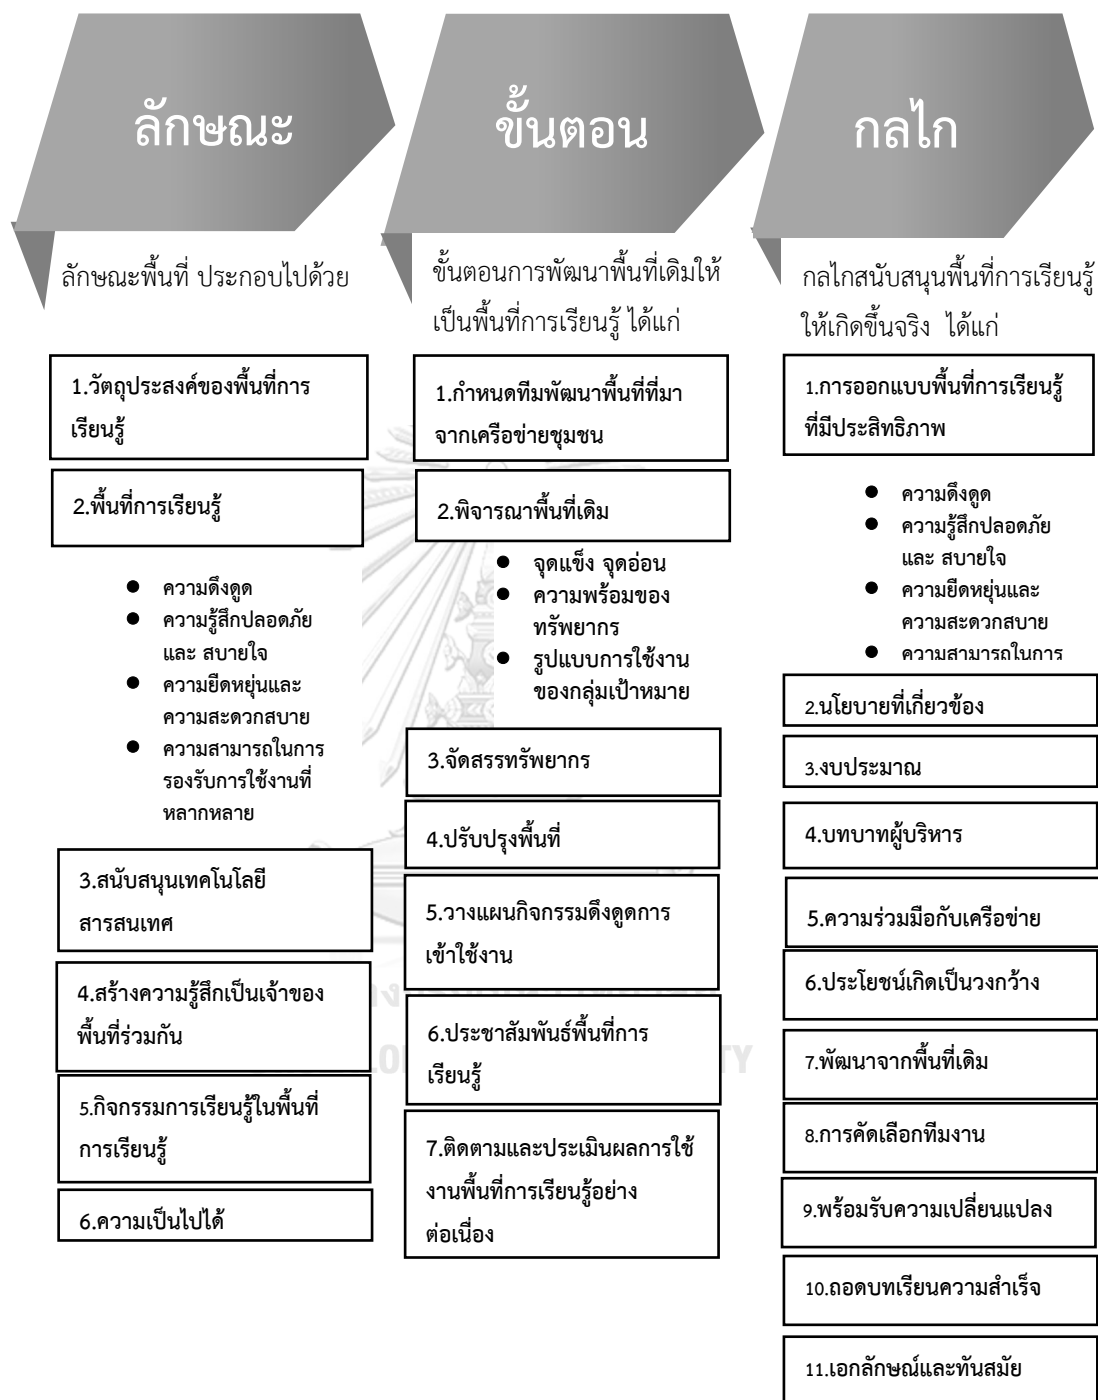 ลักษณะ
ลักษณะพื้นที่ ประกอบไปด้วย
1.วัตถุประสงค์ของพื้นที่การ
เรียนรู้
2.พื้นที่การเรียนรู้
● ความดึงดูด
● ความรู้สึกปลอดภัย
และ สบายใจ
● ความยืดหยุ่นและ
ความสะดวกสบาย
● ความสามารถในการ
รองรับการใช้งานที่
หลากหลาย
3.สนับสนุนเทคโนโลยี
สารสนเทศ
4.สร้างความรู้สึกเป็นเจ้าของ
พื้นที่ร่วมกัน
5.กิจกรรมการเรียนรู้ในพื้นที่
การเรียนรู้
6.ความเป็นไปได้
ขั้นตอน
ขั้นตอนการพัฒนาพื้นที่เดิมให้
เป็นพื้นที่การเรียนรู้ ได้แก่
1.กำหนดทีมพัฒนาพื้นที่ที่มา
จากเครือข่ายชุมชน
2.พิจารณาพื้นที่เดิม
● จุดแข็ง จุดอ่อน
● ความพร้อมของ
ทรัพยากร
● รูปแบบการใช้งาน
ของกลุ่มเป้าหมาย
3.จัดสรรทรัพยากร
4.ปรับปรุงพื้นที่
5.วางแผนกิจกรรมดึงดูดการ
เข้าใช้งาน
6.ประชาสัมพันธ์พื้นที่การ
เรียนรู้
7.ติดตามและประเมินผลการใช้
งานพื้นที่การเรียนรู้อย่าง
ต่อเนื่อง
กลไก
กลไกสนับสนุนพื้นที่การเรียนรู้
ให้เกิดขึ้นจริง ได้แก่
1.การออกแบบพื้นที่การเรียนรู้
ที่มีประสิทธิภาพ
● ความดึงดูด
● ความรู้สึกปลอดภัย
และ สบายใจ
● ความยืดหยุ่นและ
ความสะดวกสบาย
● ความสามารถในการ
2.นโยบายที่เกี่ยวข้อง
3.งบประมาณ
4.บทบาทผู้บริหาร
5.ความร่วมมือกับเครือข่าย
6.ประโยชน์เกิดเป็นวงกว้าง
7.พัฒนาจากพื้นที่เดิม
8.การคัดเลือกทีมงาน
9.พร้อมรับความเปลี่ยนแปลง
10.ถอดบทเรียนความสำเร็จ
11.เอกลักษณ์และทันสมัย